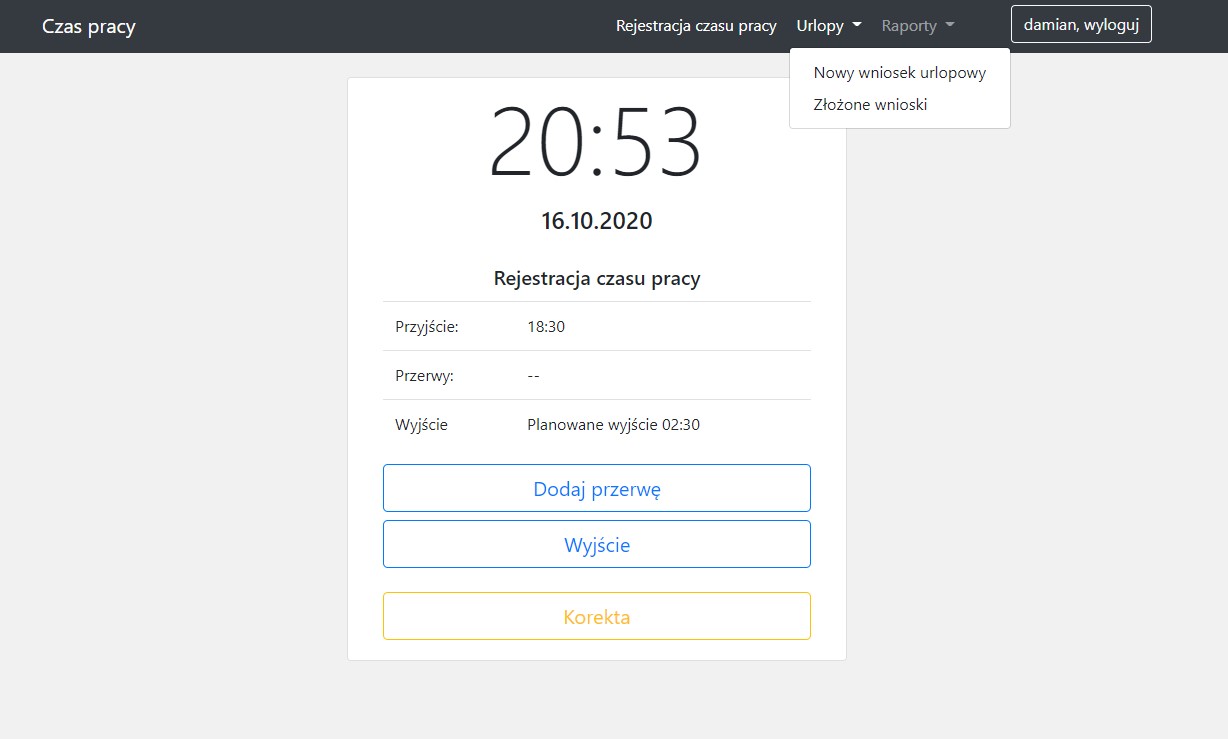 Czas pracy
Rejestracja czasu pracy Urlopy Raporty damian, wyloguj
Nowy wniosek urlopowy
Złożone wnioski
20:53
16.10.2020
Rejestracja czasu pracy
Przyjście: 18:30
Przerwy: --
Wyjście Planowane wyjście 02:30
Dodaj przerwę
Wyjście
Korekta